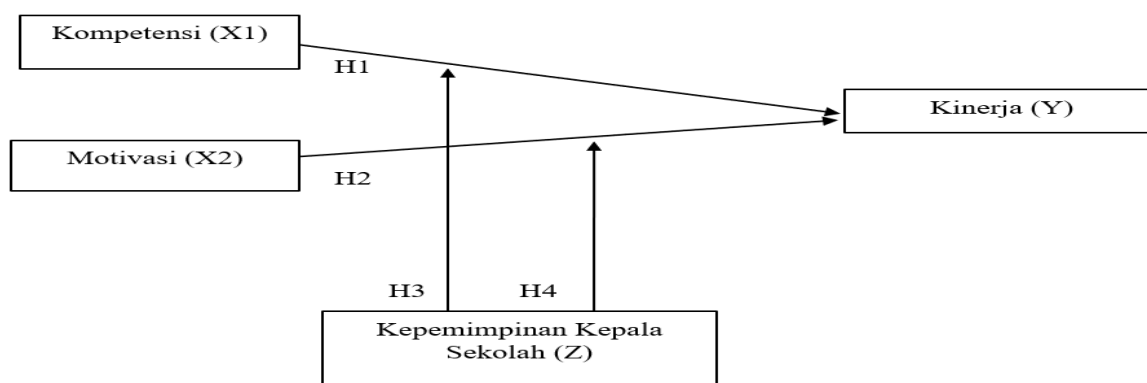 Kompetensi (X1)
H1
Kinerja (Y)
Motivasi (X2)
H2
H3
H4
Kepemimpinan Kepala
Sekolah (Z)